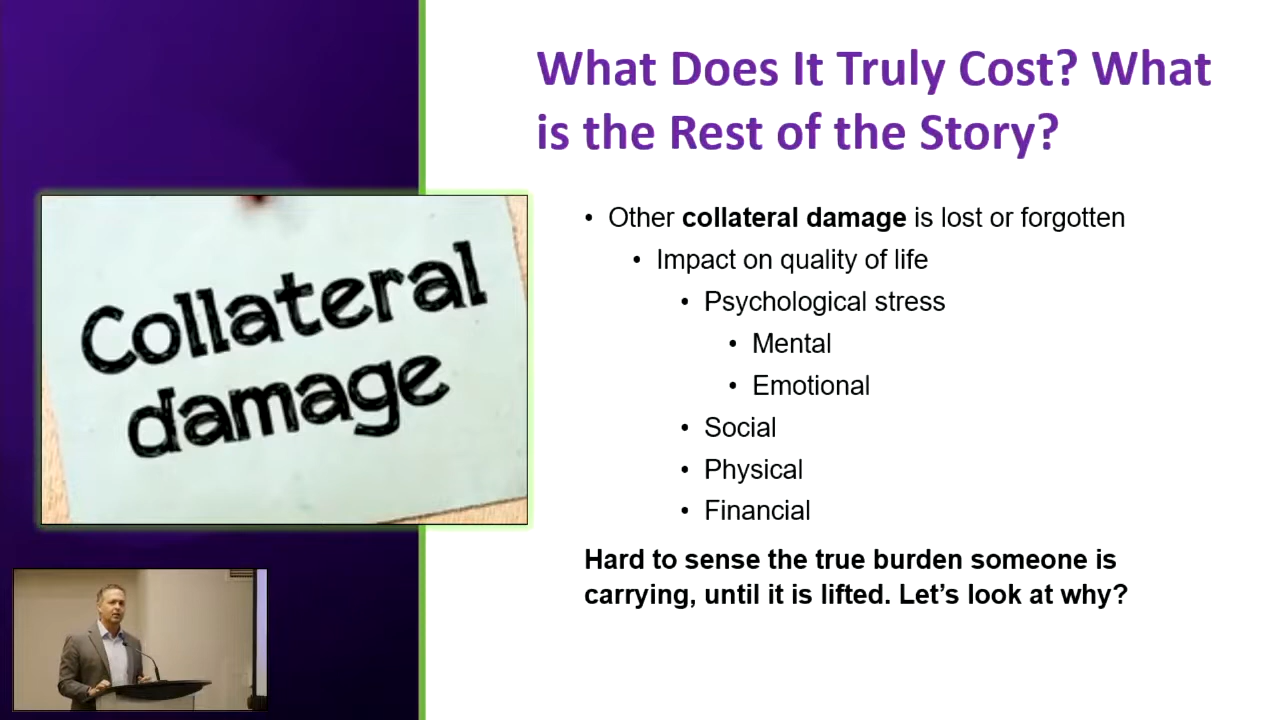 What Does It Truly Cost? What
is the Rest of the Story?
Collateral
damage
• Other collateral damage is lost or forgotten
• Impact on quality of life
• Psychological stress
• Mental
• Emotional
• Social
• Physical
• Financial
Hard to sense the true burden someone is
carrying, until it is lifted. Let’s look at why?